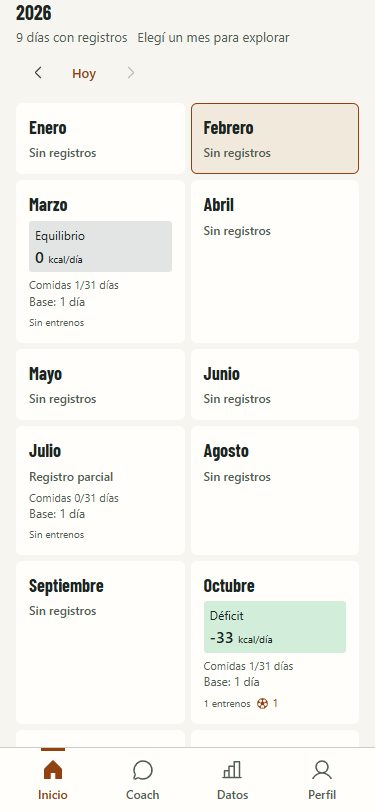 2026
9 días con registros Elegí un mes para explorar
Hoy
Enero
Sin registros
Febrero
Sin registros
Marzo
Equilibrio
0 kcal/día
Comidas 1/31 días
Base: 1 día
Sin entrenos
Abril
Sin registros
Mayo
Sin registros
Junio
Sin registros
Julio
Registro parcial
Comidas 0/31 días
Base: 1 día
Sin entrenos
Agosto
Sin registros
Septiembre
Sin registros
Octubre
Déficit
-33 kcal/día
Comidas 1/31 días
Base: 1 día
1 entrenos 1
Inicio
Coach
Datos
Perfil